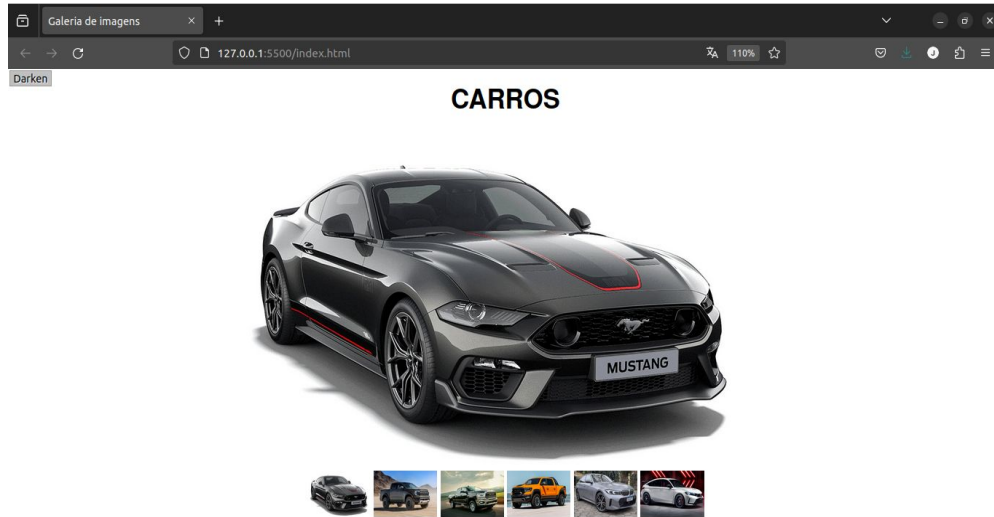 Galeria de imagens
127.0.0.1:5500/index.html
110%
J
Darken
CARROS
MUSTANG